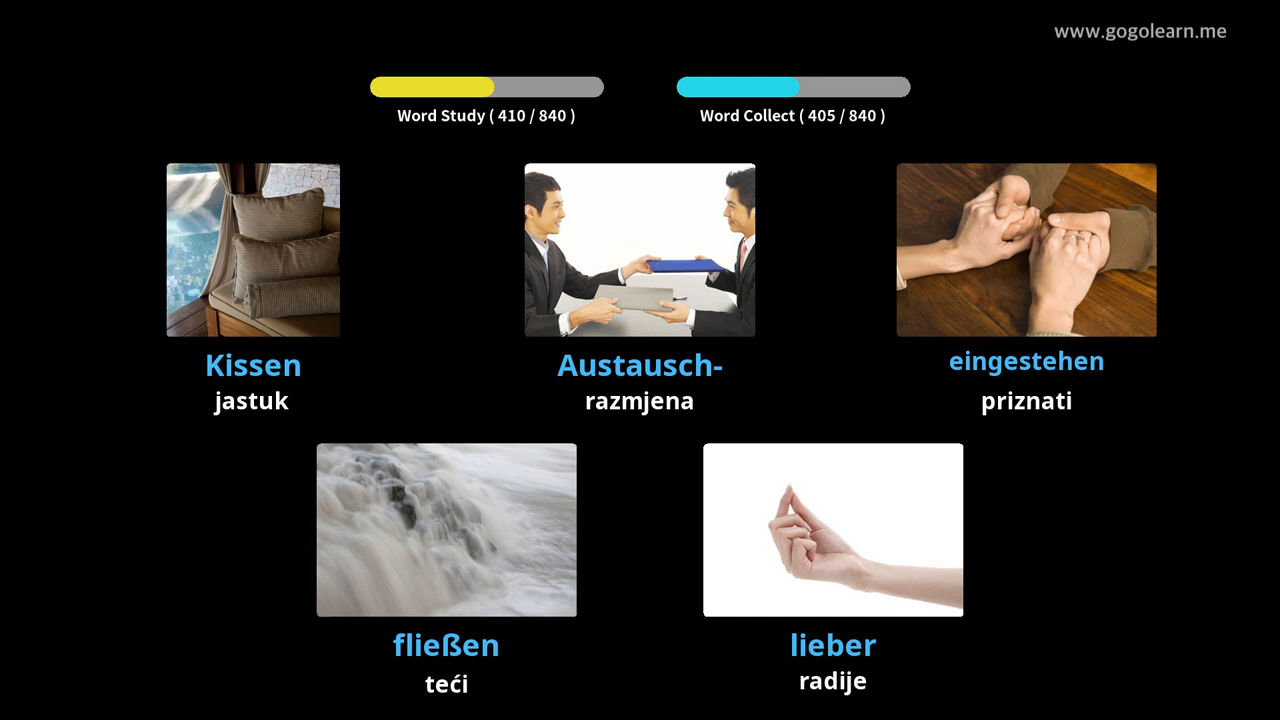 www.gogolearn.me
Word Study ( 410 / 840 )
Word Collect ( 405 / 840 )
Kissen
jastuk
Austausch-
razmjena
eingestehen
priznati
fließen
teći
lieber
radije